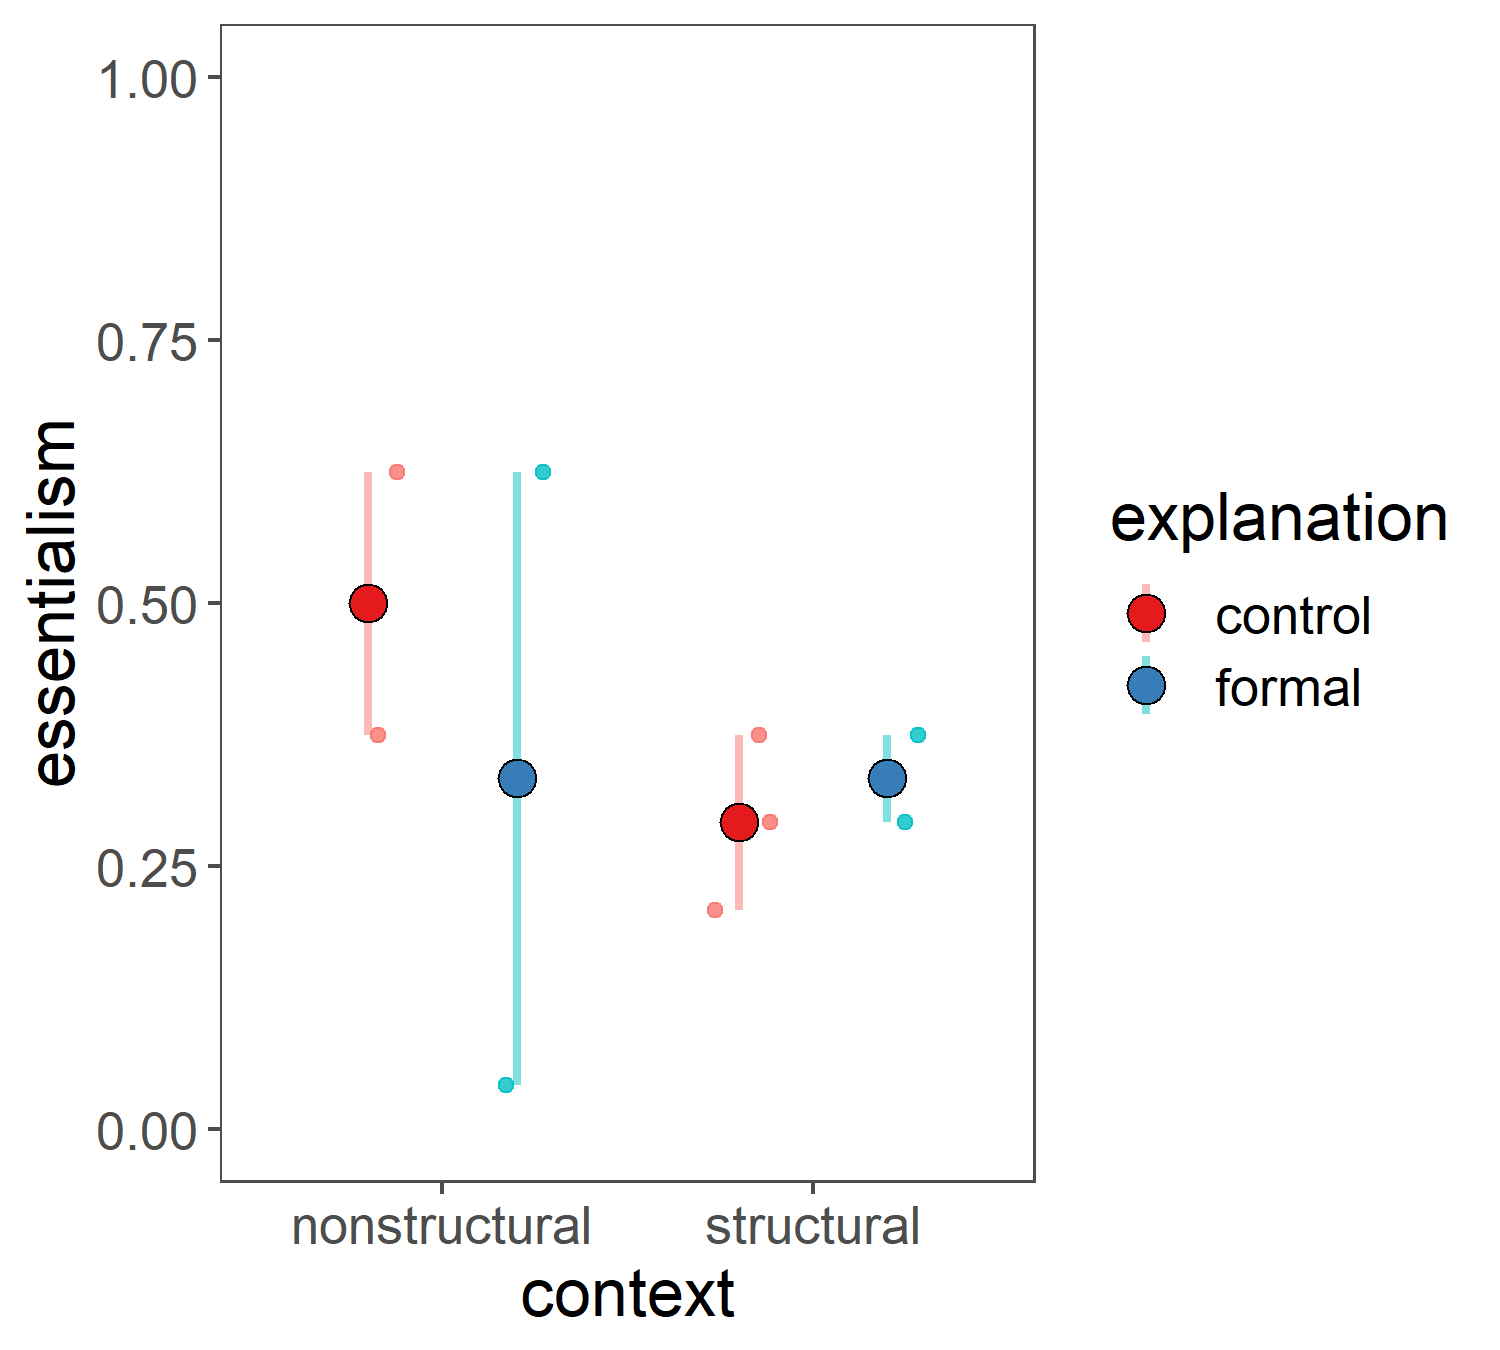 1.00
0.75
0.50
0.25
0.00
essentialism
nonstructural
structural
context
explanation
control
formal